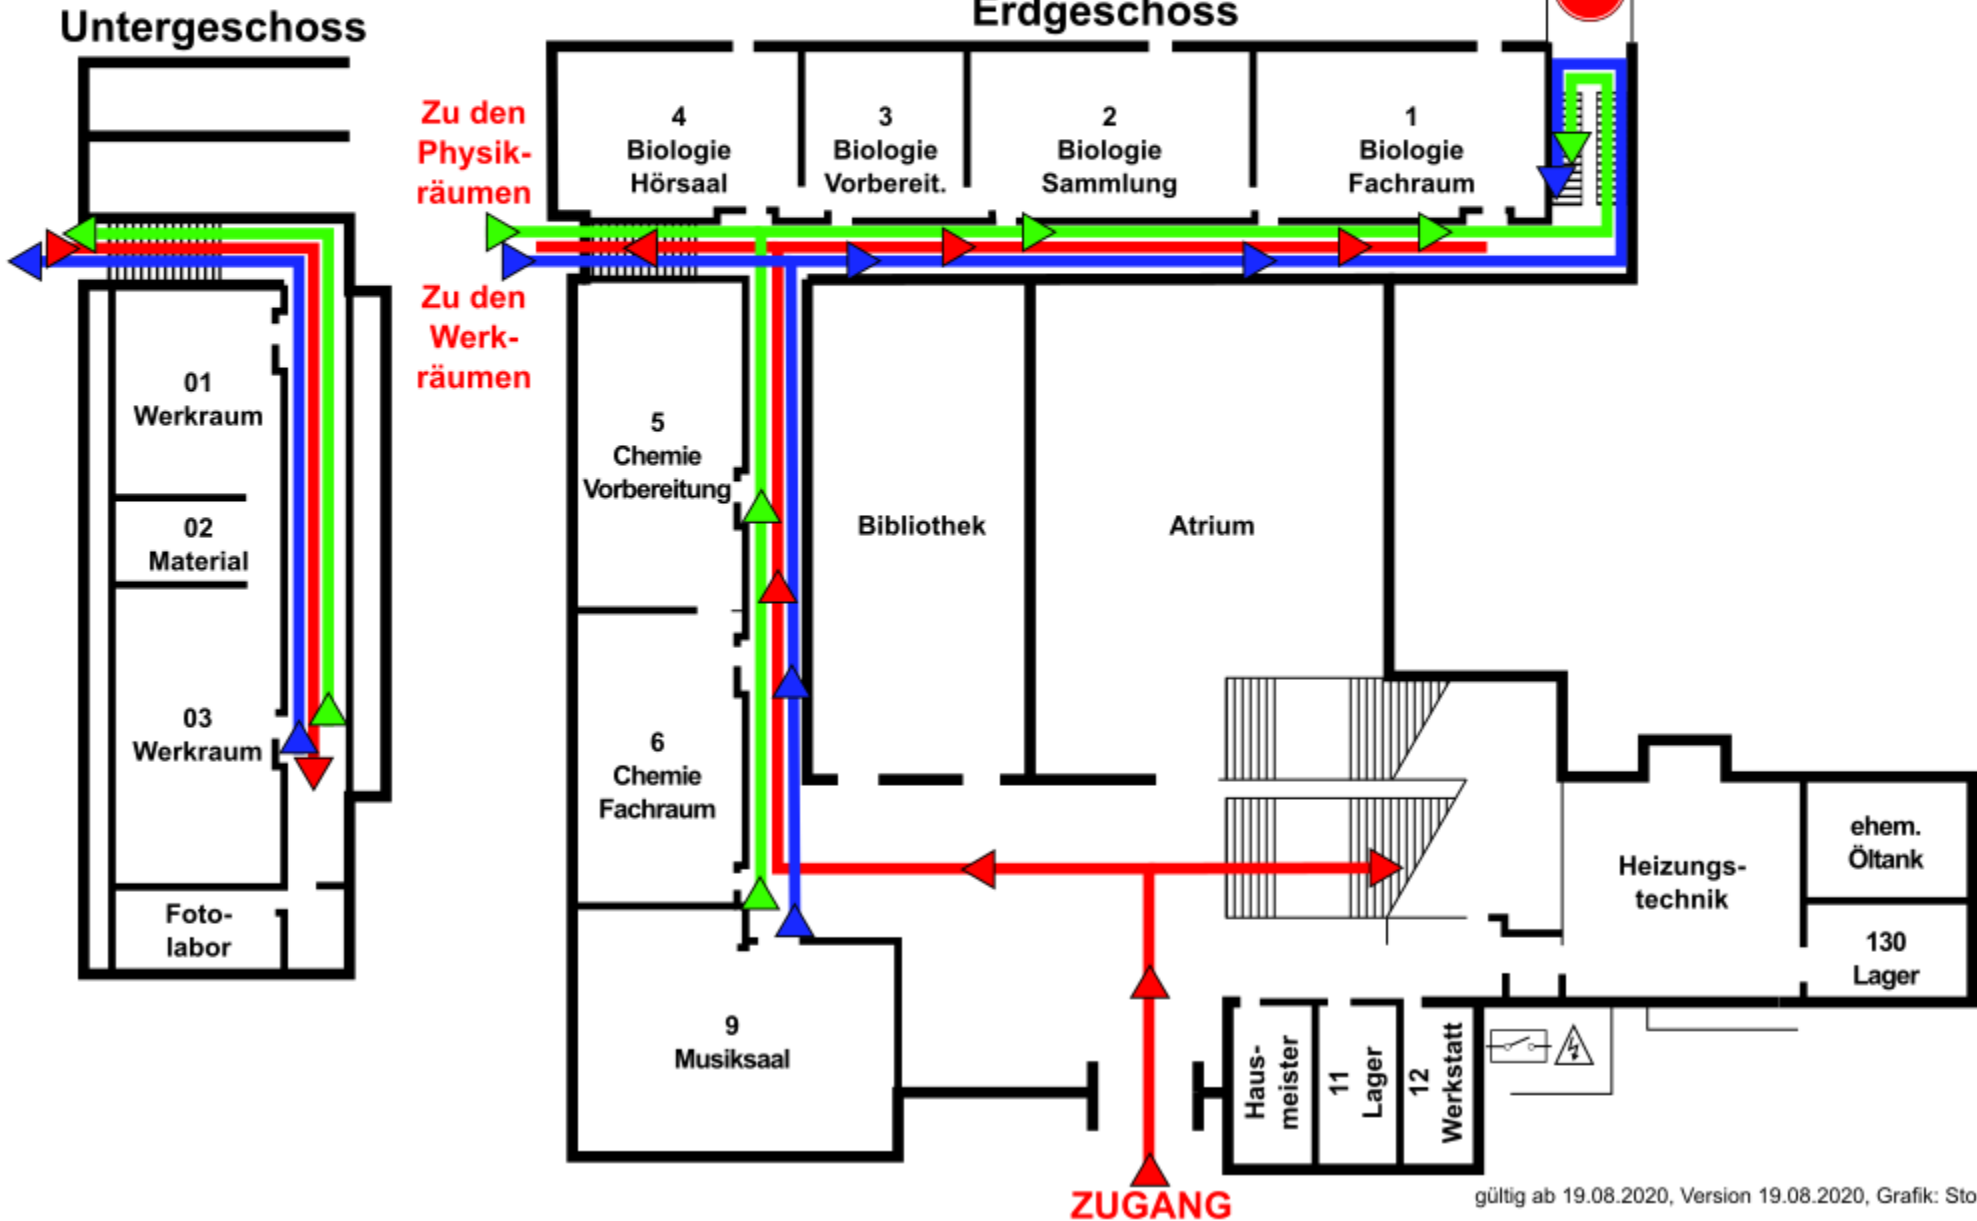 Untergeschoss
Erdgeschoss
Zu den
Physik-
räumen
4
Biologie
Hörsaal
3
Biologie
Vorbereit.
2
Biologie
Sammlung
1
Biologie
Fachraum
Zu den
Werk-
räumen
01
Werkraum
02
Material
03
Werkraum
Foto-
labor
5
Chemie
Vorbereitung
Bibliothek
Atrium
6
Chemie
Fachraum
9
Musiksaal
Heizungs-
technik
ehem.
Öltank
130
Lager
Haus-
meister
11
Lager
12
Werkstatt
ZUGANG
gültig ab 19.08.2020, Version 19.08.2020, Grafik: Sto